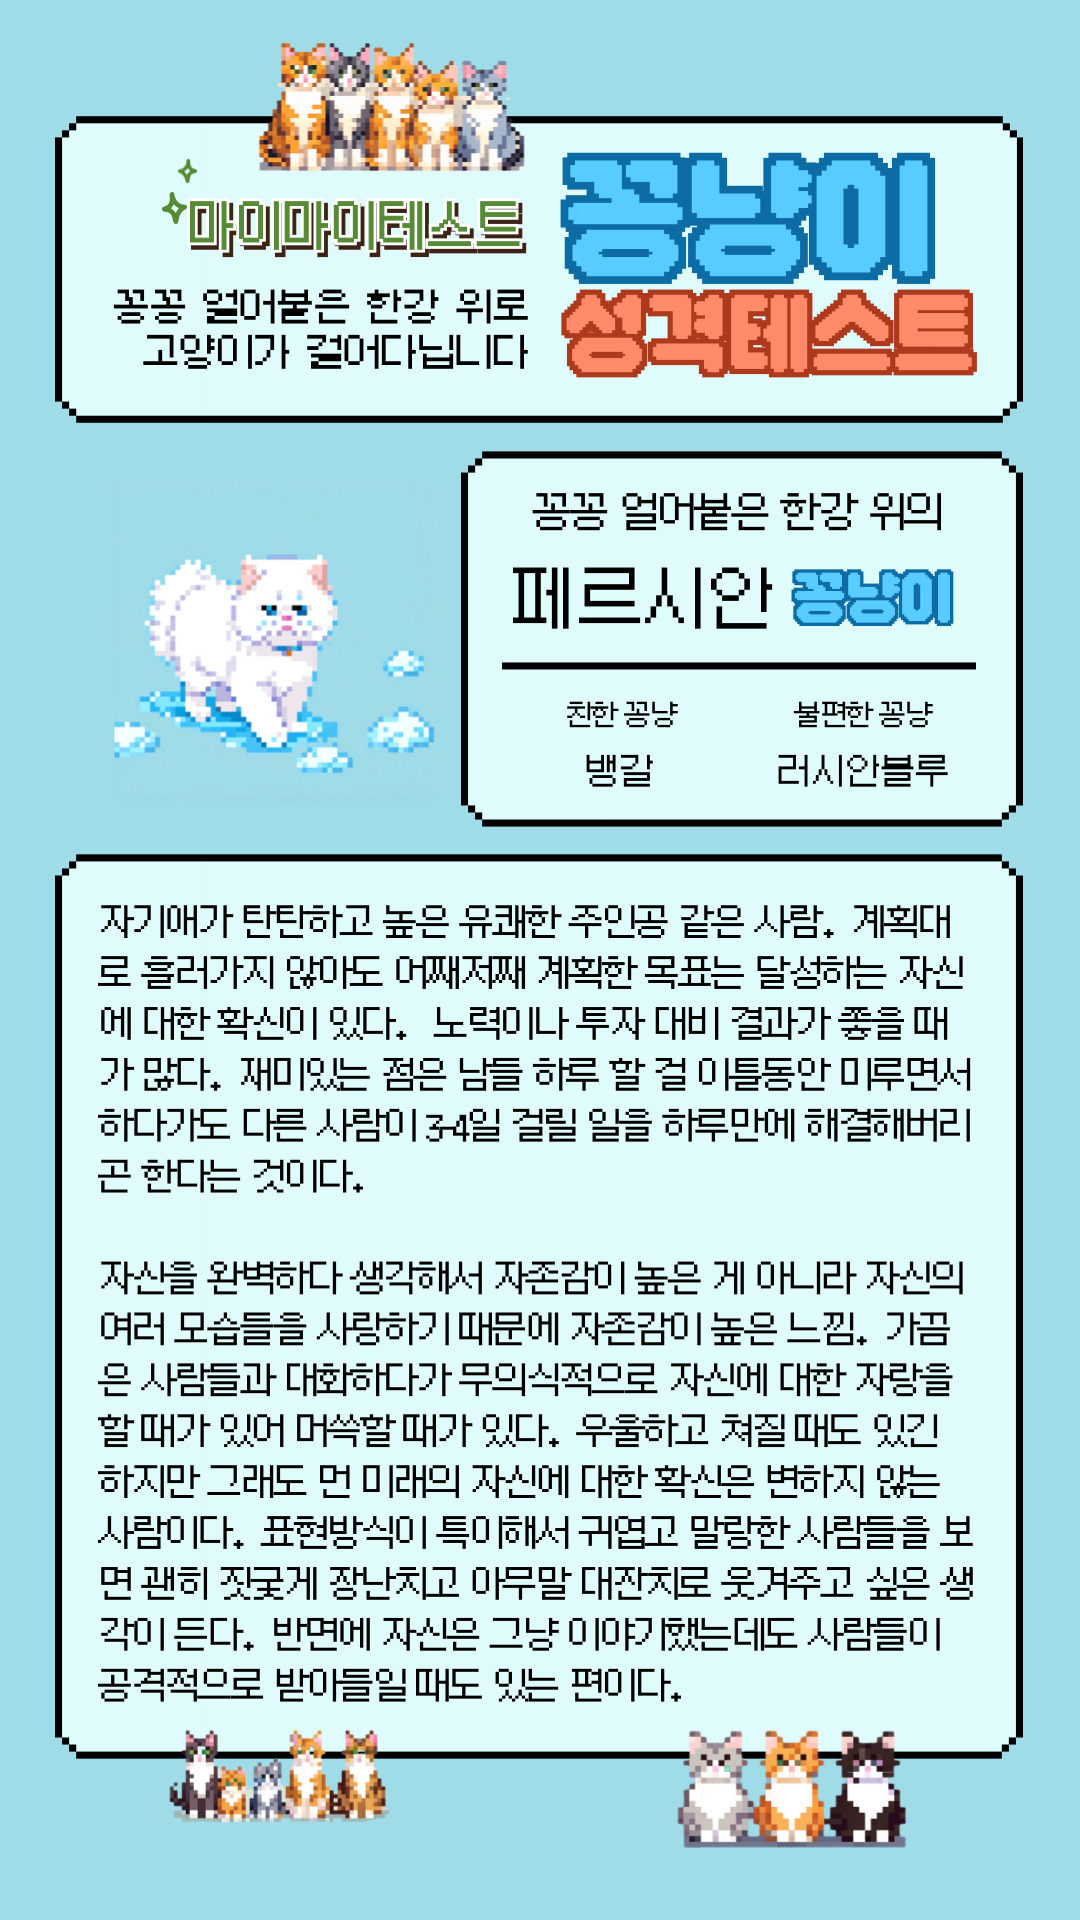 마이마이테스트
꽁꽁 얼어붙은 한강 위로
고양이가 걸어다닙니다
꽁냥이
성격테스트
꽁꽁 얼어붙은 한강 위의
페르시안 꽁냥이
친한 꽁냥 불편한 꽁냥
뱅갈 러시안블루
자기애가 탄탄하고 높은 유쾌한 주인공 같은 사람. 계획대
로 흘러가지 않아도 어째저째 계획한 목표는 달성하는 자신
에 대한 확신이 있다. 노력이나 투자 대비 결과가 좋을 때
가 많다. 재미있는 점은 남들 하루 할 걸 이틀동안 미루면서
하다가도 다른 사람이 3-4일 걸릴 일을 하루만에 해결해버리
곤 한다는 것이다.
자산을 완벽하다 생각해서 자존감이 높은 게 아니라 자신의
여러 모습들을 사랑하기 때문에 자존감이 높은 느낌. 가끔
은 사람들과 대화하다가 무의식적으로 자신에 대한 자랑을
할 때가 있어 머쓱할 때가 있다. 우울하고 쳐질 때도 있긴
하지만 그래도 먼 미래의 자신에 대한 확신은 변하지 않는
사람이다. 표현방식이 특이해서 귀엽고 말랑한 사람들을 보
면 괜히 짓궂게 장난치고 아무말 대잔치로 웃겨주고 싶은 생
각이 든다. 반면에 자신은 그냥 이야기했는데도 사람들이
공격적으로 받아들일 때도 있는 편이다.